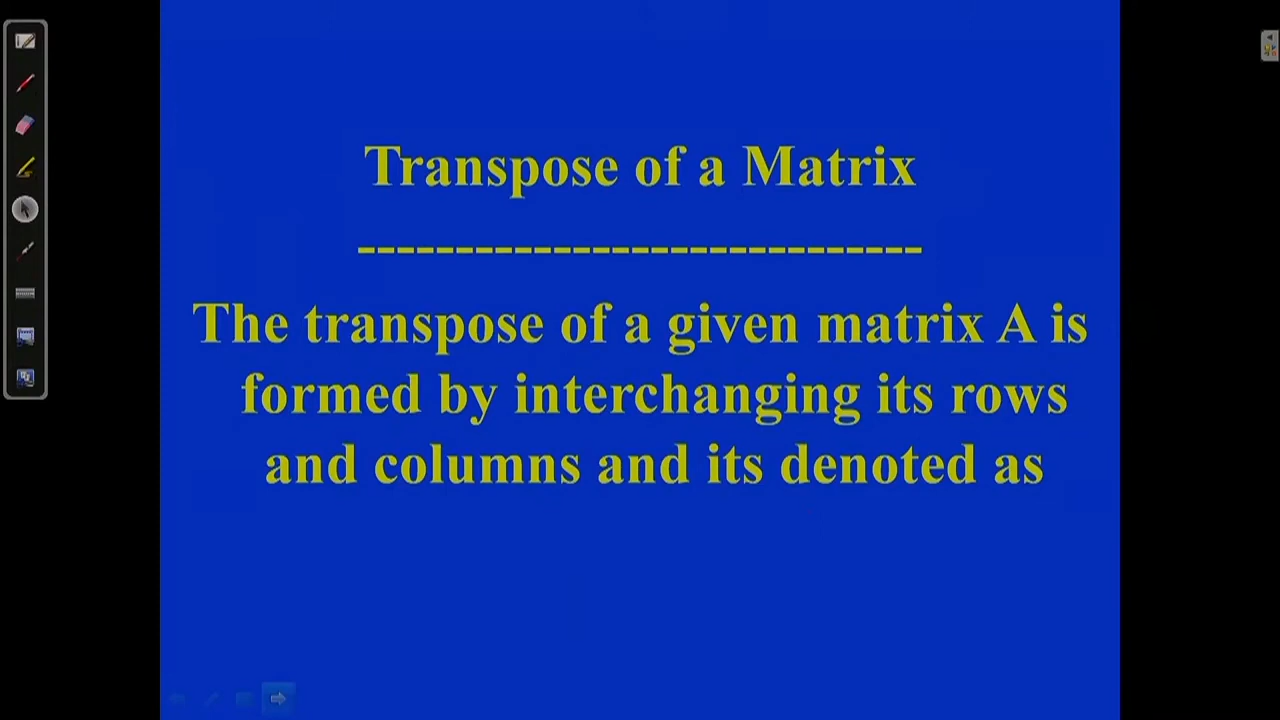 Transpose of a Matrix
-----------------------------
The transpose of a given matrix A is
formed by interchanging its rows
and columns and its denoted as